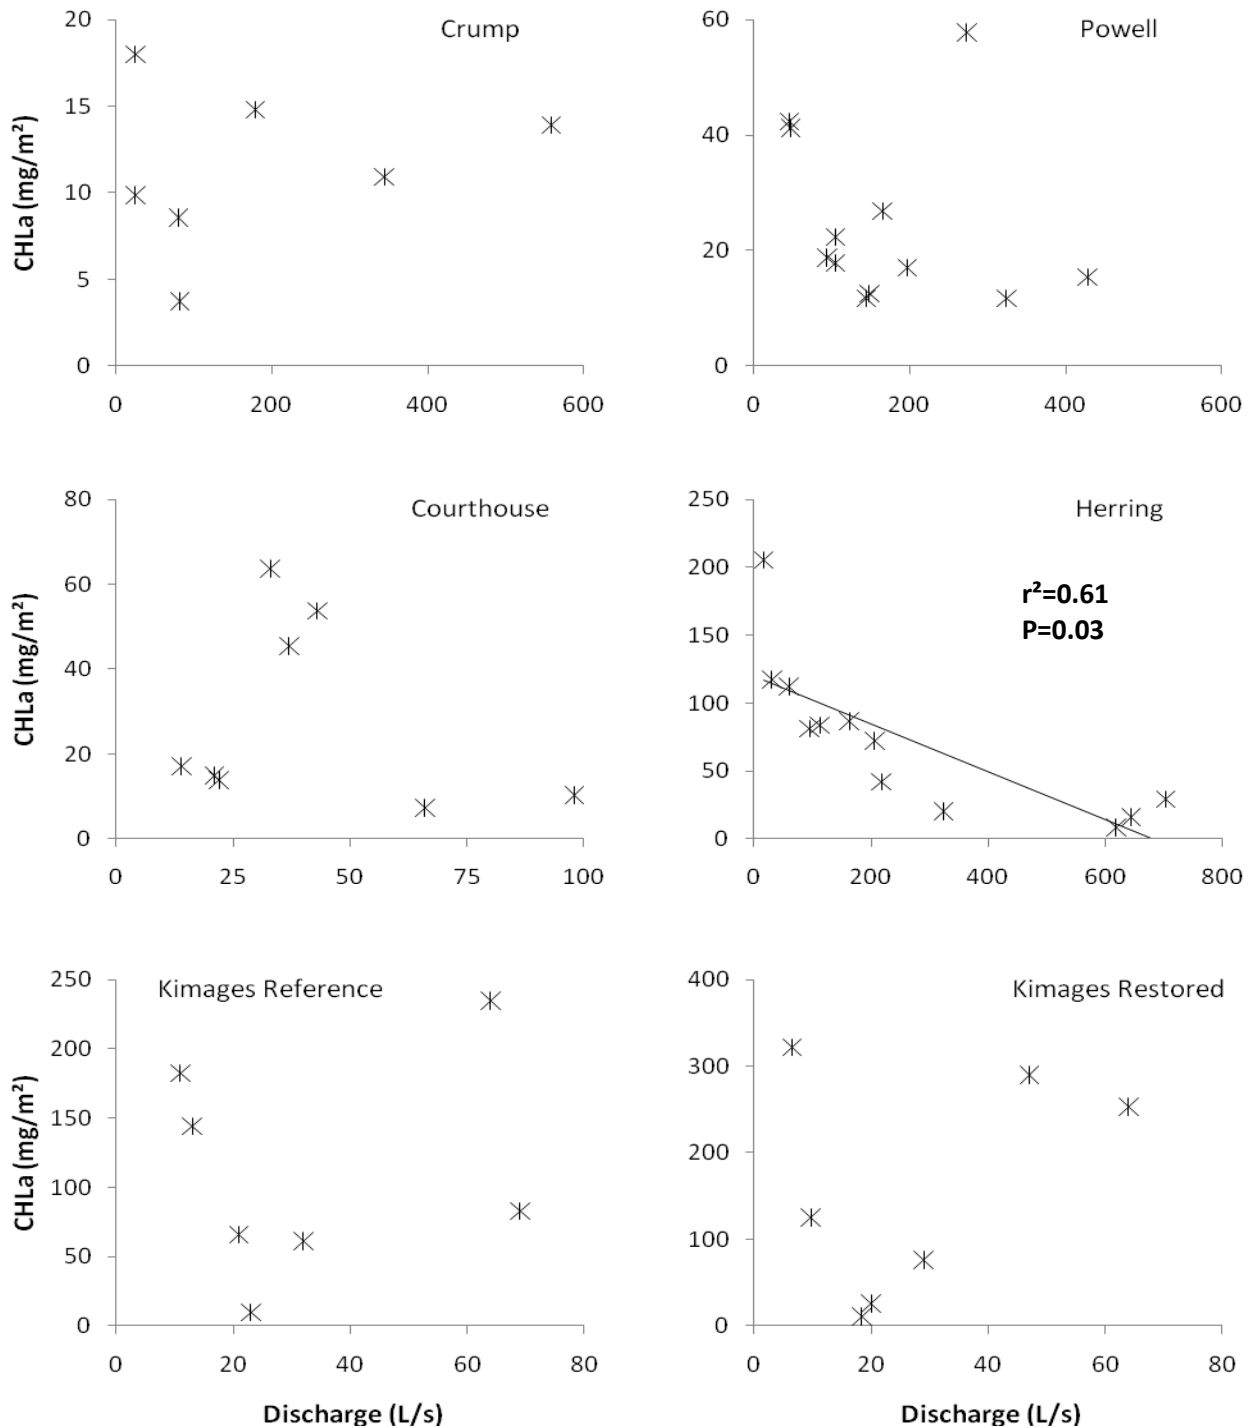 Crump
CHLa (mg/m²)
20
15
10
5
0
0 200 400 600
Powell
60
40
20
0
0 200 400 600
Courthouse
CHLa (mg/m²)
80
60
40
20
0
0 25 50 75 100
Herring
r²=0.61
P=0.03
250
200
150
100
50
0
0 200 400 600 800
Kimages Reference
CHLa (mg/m²)
250
200
150
100
50
0
0 20 40 60 80
Discharge (L/s)
Kimages Restored
400
300
200
100
0
0 20 40 60 80
Discharge (L/s)